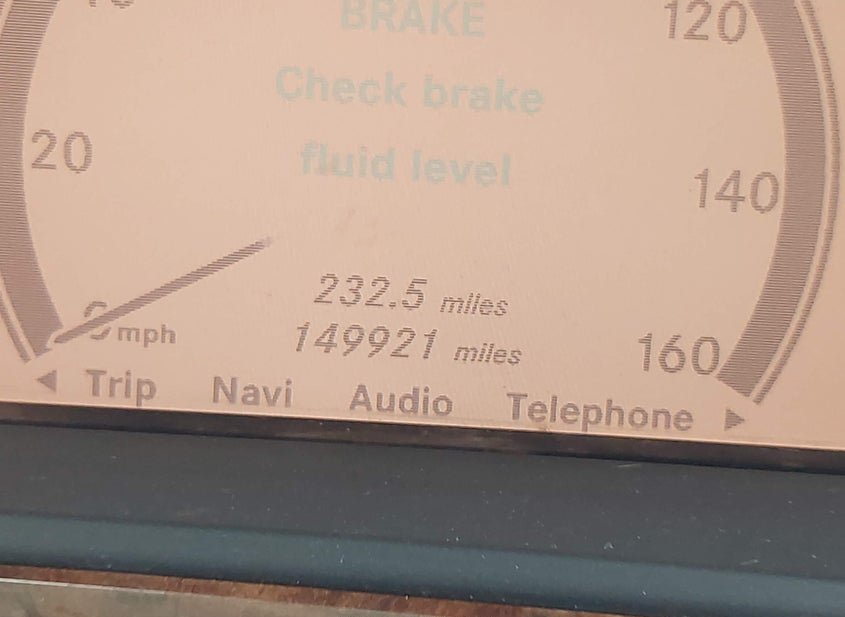 BRAKE
120
Check brake
20
fluid level
140
232.5 miles
mph
149921 miles
160
◀ Trip Navi Audio Telephone ▶